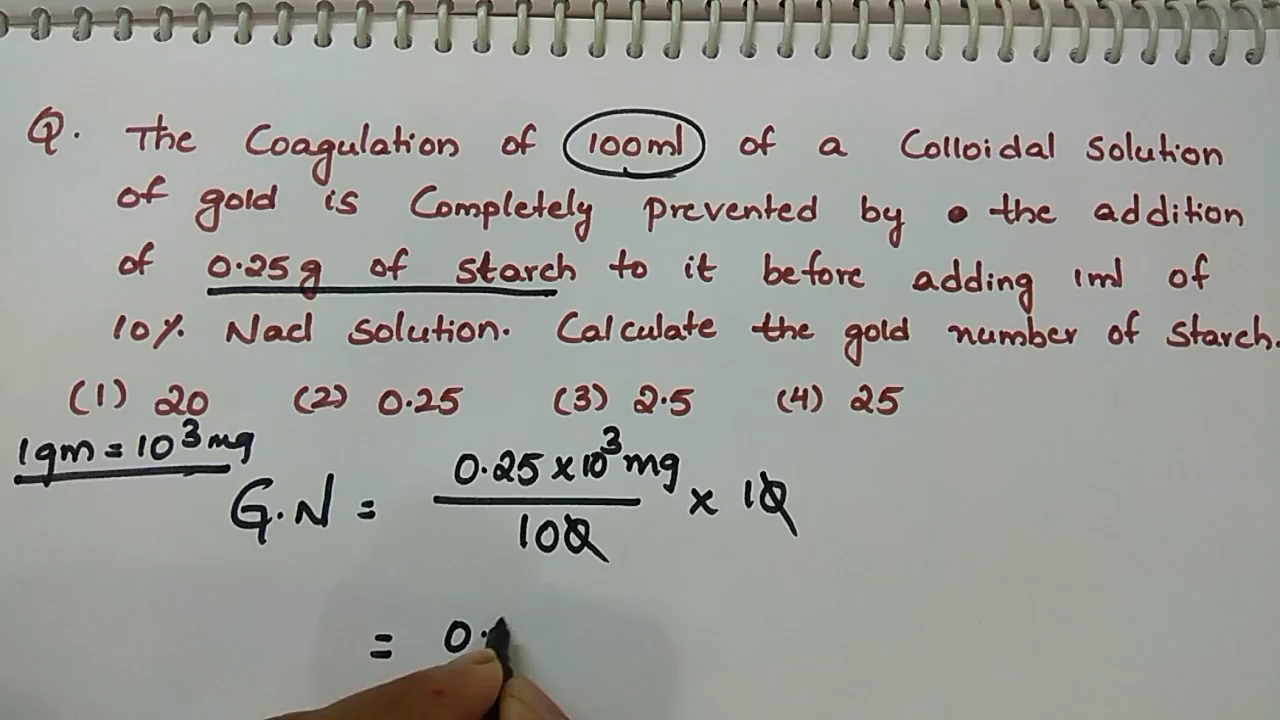 Q. The Coagulation of 100ml of a Colloidal solution
of gold is Completely prevented by the addition
of 0.25g of starch to it before adding 1ml of
10% Nacl solution. Calculate the gold number of starch.
(1) 20 (2) 0.25 (3) 2.5 (4) 25
1gm = 10³mg
G.N = 0.25 x 10³ mg / 100 x 10
= 0.